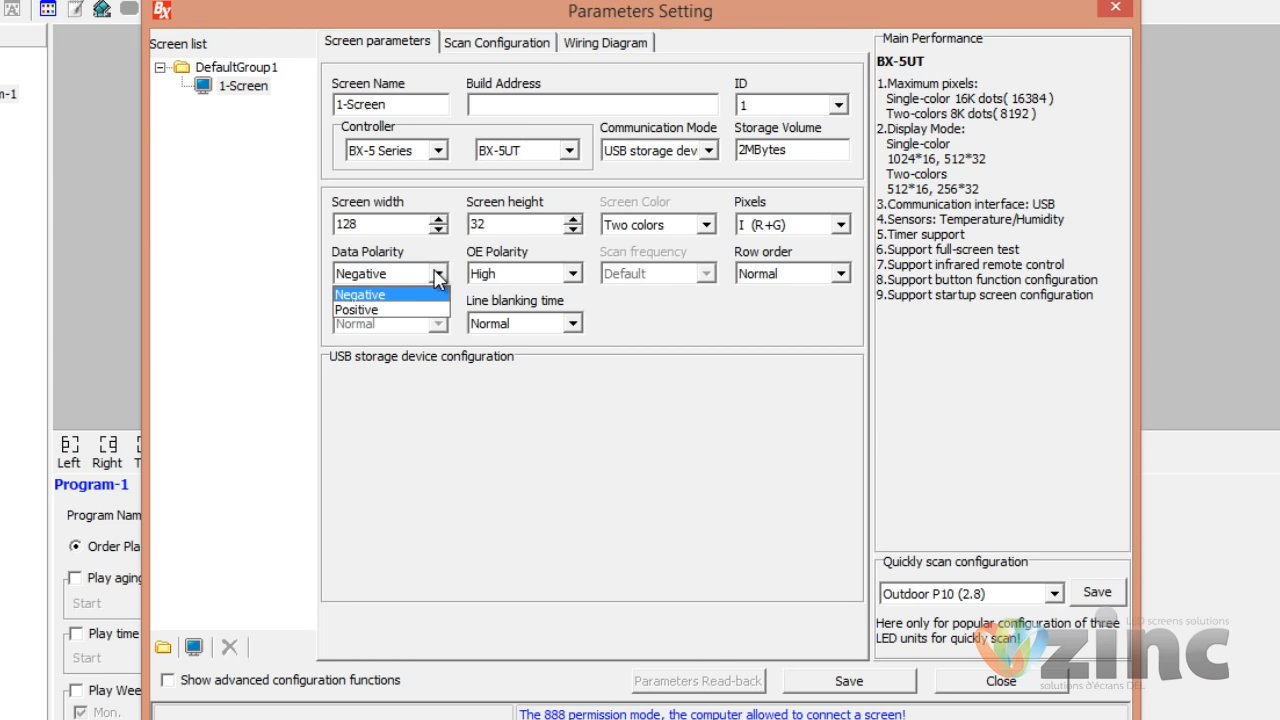 BX
Parameters Setting
Screen list
DefaultGroup1
1-Screen
m-1
Screen parameters
Scan Configuration
Wiring Diagram
Screen Name
Build Address
ID
1-Screen
1
Controller
Communication Mode
Storage Volume
BX-5 Series
BX-5UT
USB storage dev
2MBytes
Screen width
Screen height
Screen Color
Pixels
128
32
Two colors
I (R+G)
Data Polarity
OE Polarity
Scan frequency
Row order
Negative
High
Default
Normal
Negative
Positive
Line blanking time
Normal
Normal
USB storage device configuration
Main Performance
BX-5UT
1.Maximum pixels:
Single-color 16K dots( 16384 )
Two-colors 8K dots( 8192 )
2.Display Mode:
Single-color
1024*16, 512*32
Two-colors
512*16, 256*32
3.Communication interface: USB
4.Sensors: Temperature/Humidity
5.Timer support
6.Support full-screen test
7.Support infrared remote control
8.Support button function configuration
9.Support startup screen configuration
Quickly scan configuration
Outdoor P10 (2.8)
Save
Here only for popular configuration of three
LED units for quickly scan!
Left
Right
T
Program-1
Program Nam
Order Pla
Play aging
Start
Play time
Start
Play Wee
Mon.
Show advanced configuration functions
Parameters Read-back
Save
Close
The 888 permission mode, the computer allowed to connect a screen!
LED screens solutions
zinc
solutions d'écrans DEL